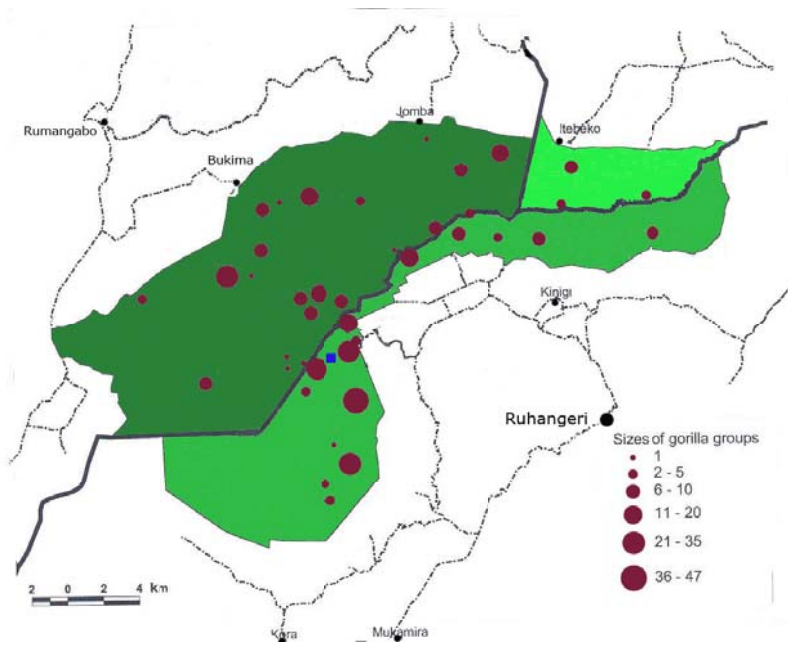 Jomba
Rumangabo
Itebeko
Bukima
Kinigi
Ruhangeri
Sizes of gorilla groups
1
2 - 5
6 - 10
11 - 20
21 - 35
36 - 47
2 0 2 4 km
Kora
Mukamira